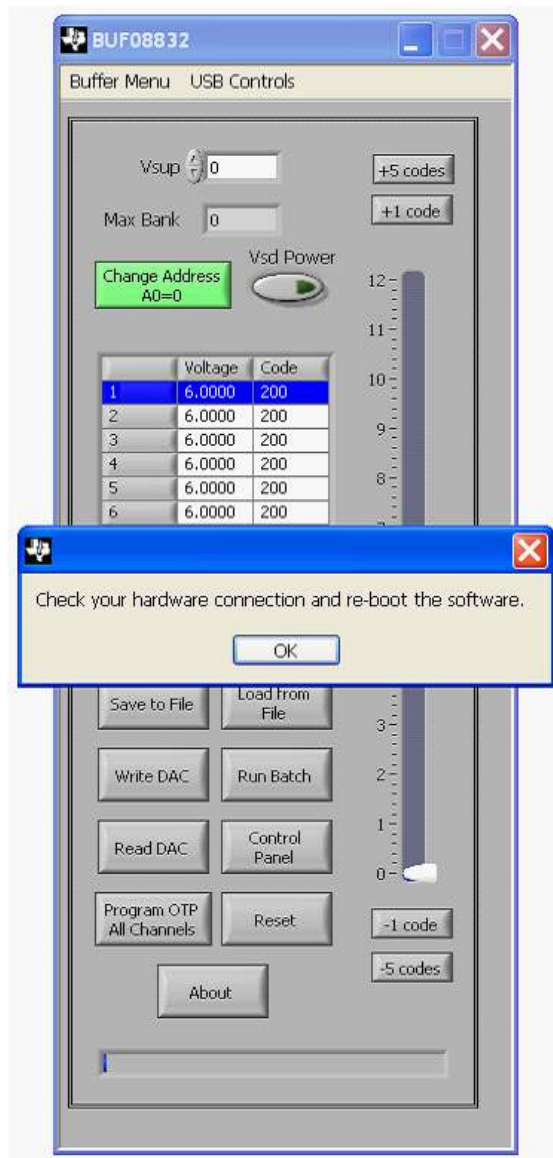 BUF08832
Buffer Menu USB Controls
Vsup 0
+5 codes
Max Bank 0
+1 code
Change Address
A0=0
Vsd Power
12
11
10
9
8
Voltage Code
1 6.0000 200
2 6.0000 200
3 6.0000 200
4 6.0000 200
5 6.0000 200
6 6.0000 200
Check your hardware connection and re-boot the software.
OK
Save to File
Load from
File
3
Write DAC
Run Batch
2
Read DAC
Control
Panel
1
0
Program OTP
All Channels
Reset
-1 code
-5 codes
About